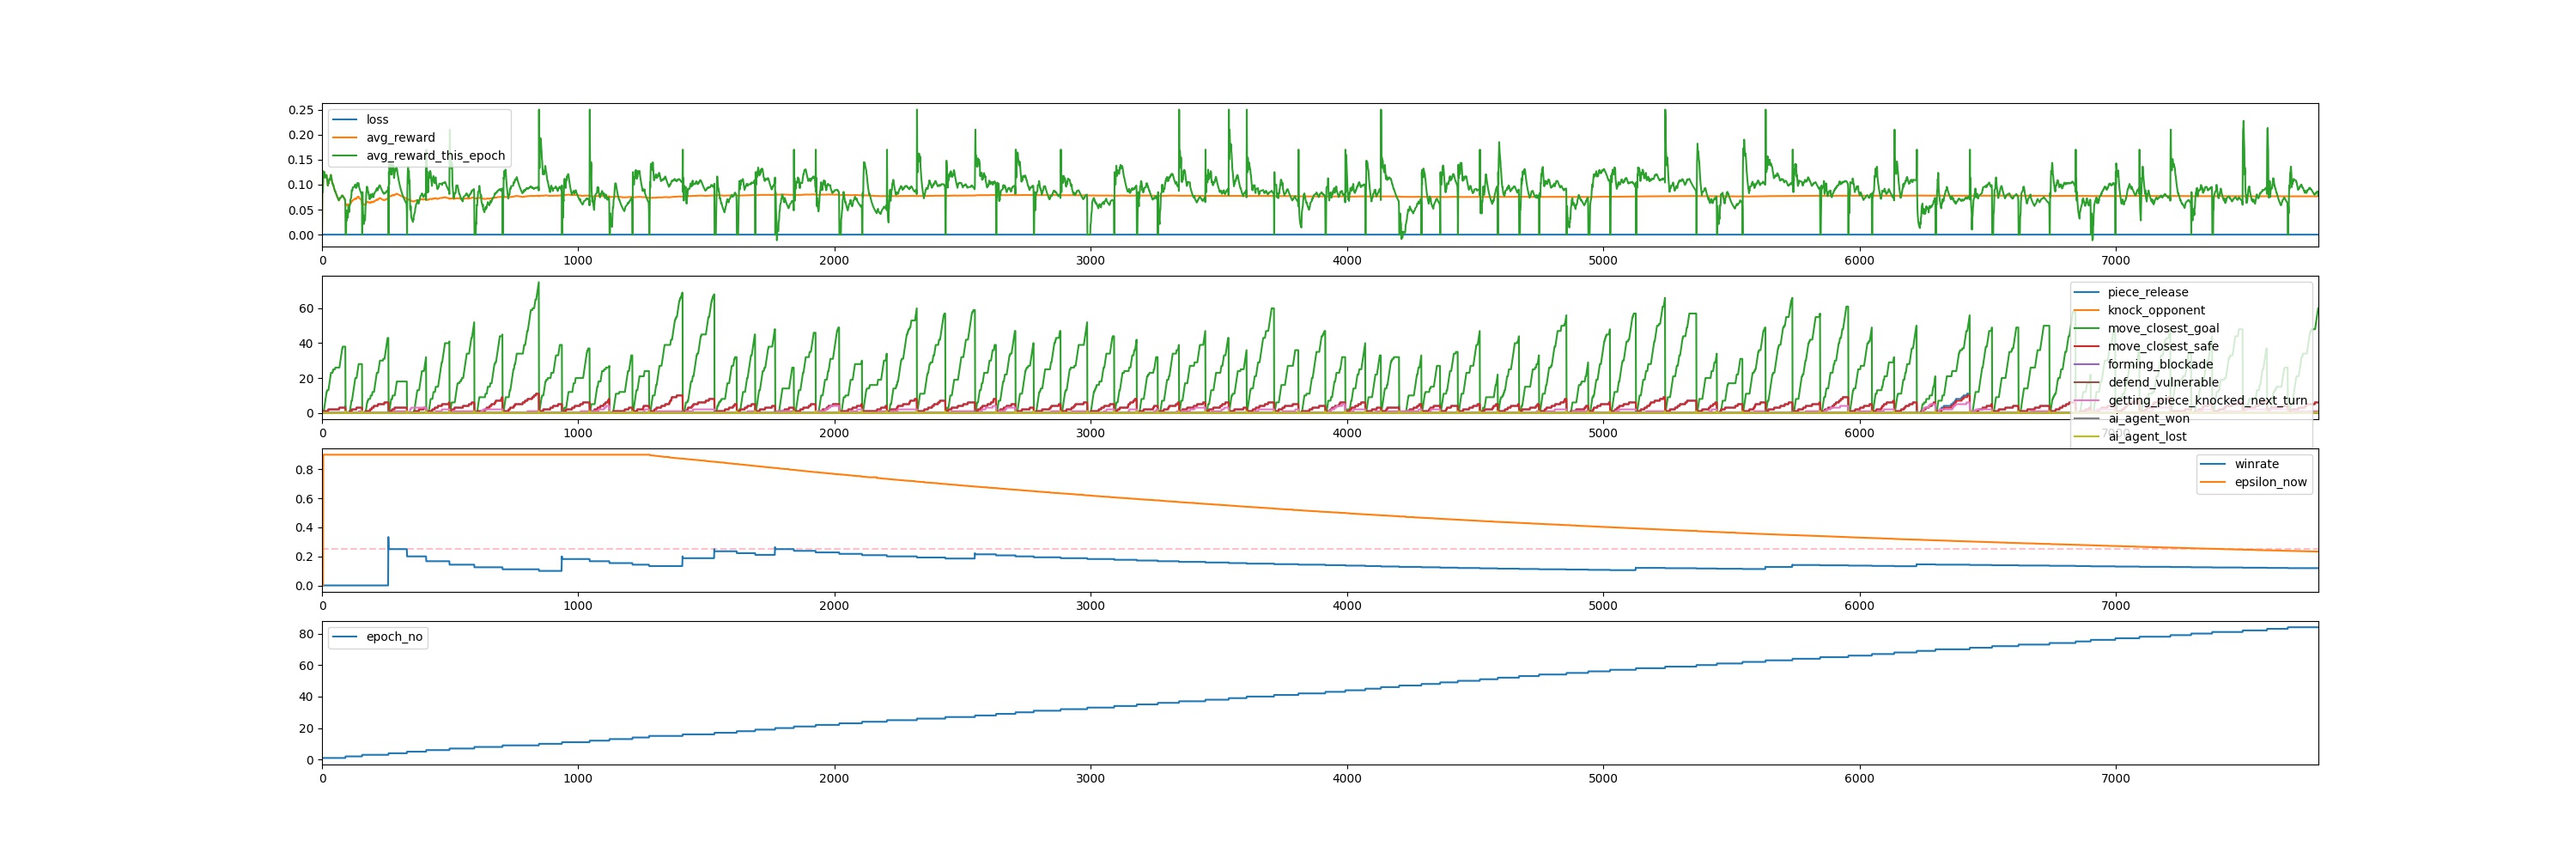 0.25
0.20
0.15
0.10
0.05
0.00
loss
avg_reward
avg_reward_this_epoch
0 1000 2000 3000 4000 5000 6000 7000
60
40
20
0
piece_release
knock_opponent
move_closest_goal
move_closest_safe
forming_blockade
defend_vulnerable
getting_piece_knocked_next_turn
ai_agent_won
ai_agent_lost
0 1000 2000 3000 4000 5000 6000 7000
0.8
0.6
0.4
0.2
0.0
winrate
epsilon_now
0 1000 2000 3000 4000 5000 6000 7000
80
60
40
20
0
epoch_no
0 1000 2000 3000 4000 5000 6000 7000